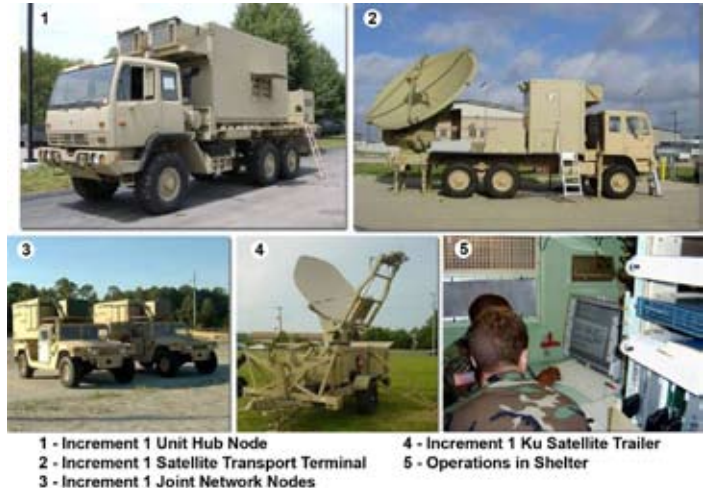 1
2
3
4
5
1 - Increment 1 Unit Hub Node
2 - Increment 1 Satellite Transport Terminal
3 - Increment 1 Joint Network Nodes
4 - Increment 1 Ku Satellite Trailer
5 - Operations in Shelter